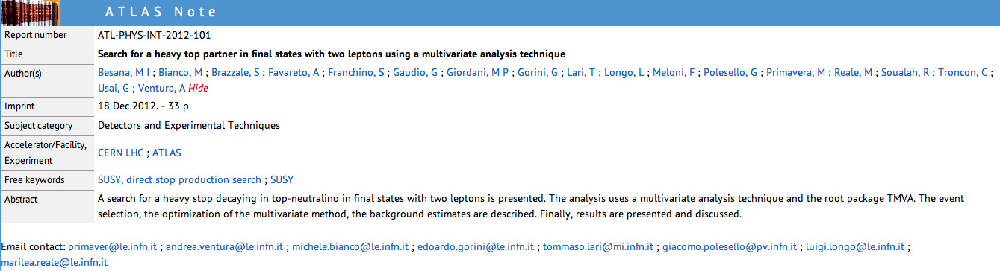 ATLAS Note
Report number ATL-PHYS-INT-2012-101
Title Search for a heavy top partner in final states with two leptons using a multivariate analysis technique
Author(s) Besana, M I ; Bianco, M ; Brazzale, S ; Favareto, A ; Franchino, S ; Gaudio, G ; Giordani, M P ; Gorini, G ; Lari, T ; Longo, L ; Meloni, F ; Polesello, G ; Primavera, M ; Reale, M ; Soualah, R ; Troncon, C ;
Usai, G ; Ventura, A Hide
Imprint 18 Dec 2012. - 33 p.
Subject category Detectors and Experimental Techniques
Accelerator/Facility,
Experiment CERN LHC ; ATLAS
Free keywords SUSY, direct stop production search ; SUSY
Abstract A search for a heavy stop decaying in top-neutralino in final states with two leptons is presented. The analysis uses a multivariate analysis technique and the root package TMVA. The event
selection, the optimization of the multivariate method, the background estimates are described. Finally, results are presented and discussed.
Email contact: primaver@le.infn.it ; andrea.ventura@le.infn.it ; michele.bianco@le.infn.it ; edoardo.gorini@le.infn.it ; tommaso.lari@mi.infn.it ; giacomo.polesello@pv.infn.it ; luigi.longo@le.infn.it ;
marilea.reale@le.infn.it